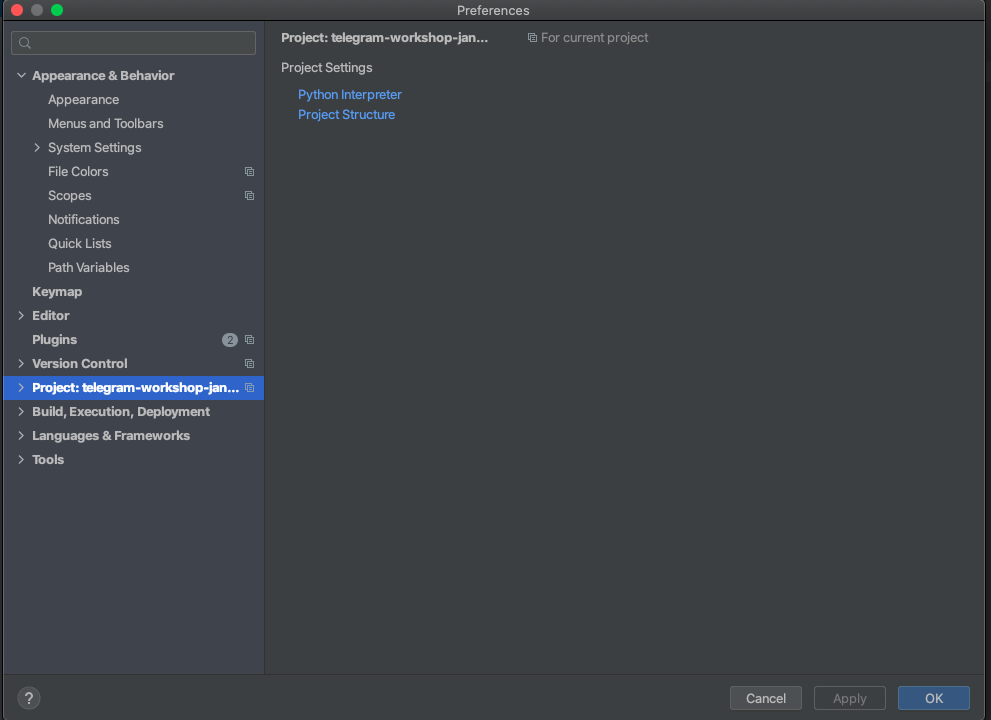 Preferences
Appearance & Behavior
Appearance
Menus and Toolbars
System Settings
File Colors
Scopes
Notifications
Quick Lists
Path Variables
Keymap
Editor
Plugins 2
Version Control
Project: telegram-workshop-jan...
Build, Execution, Deployment
Languages & Frameworks
Tools
Project: telegram-workshop-jan... For current project
Project Settings
Python Interpreter
Project Structure
? Cancel Apply OK